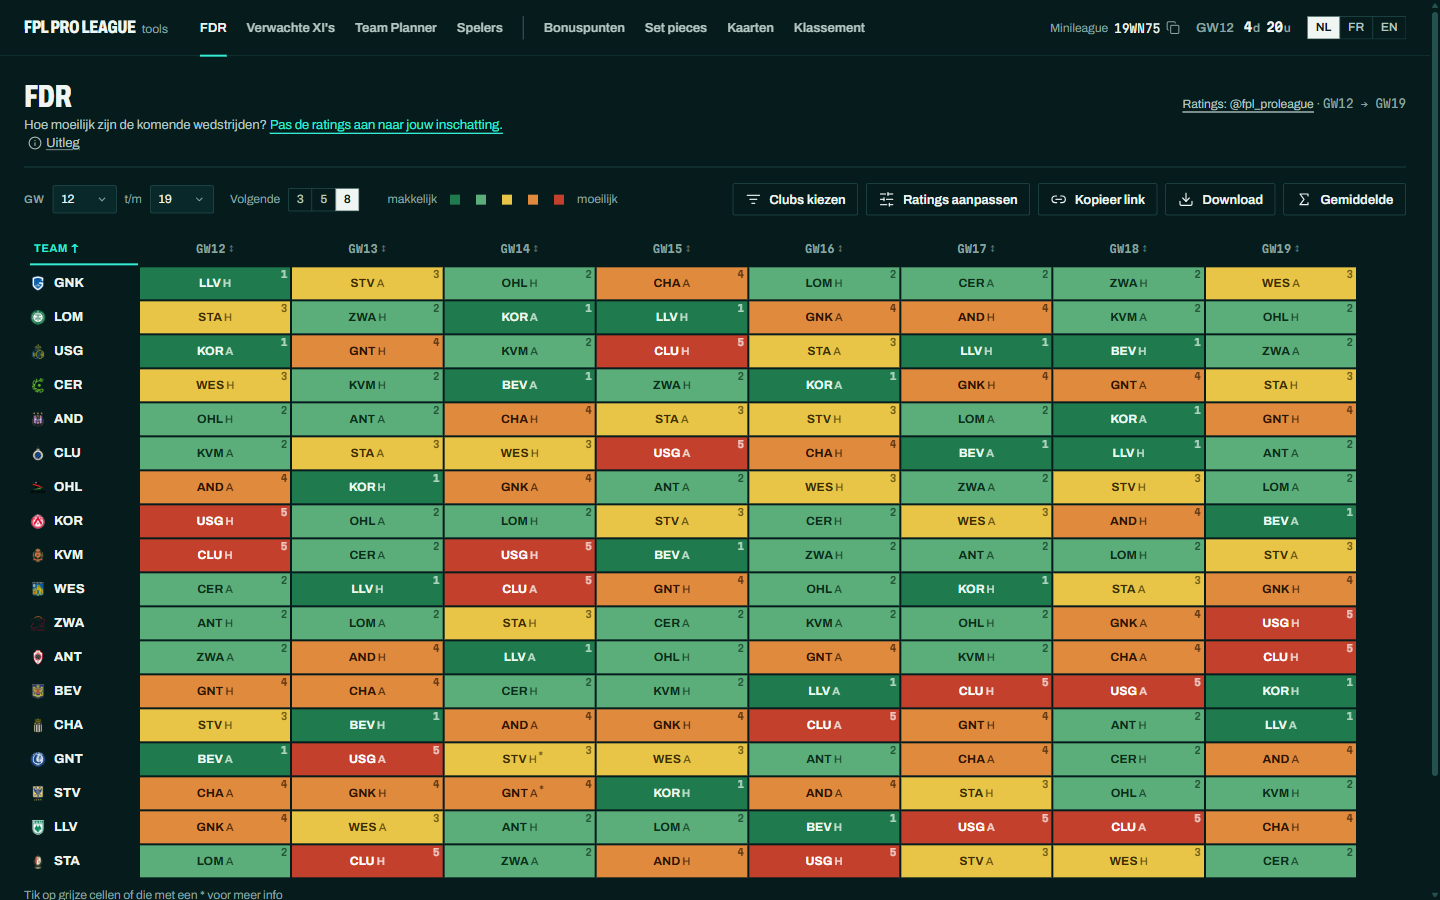 FPL PRO LEAGUE tools FDR Verwachte XI's Team Planner Spelers Bonuspunten Set pieces Kaarten Klassement Minileague 19WN75 GW12 4d 20u NL FR EN
FDR
Hoe moeilijk zijn de komende wedstrijden? Pas de ratings aan naar jouw inschatting.
Uitleg
Ratings: @fpl_proleague · GW12 → GW19
GW 12 t/m 19 Volgende 3 5 8 makkelijk moeilijk Clubs kiezen Ratings aanpassen Kopieer link Download Gemiddelde
TEAM ↑ GW12 ↕ GW13 ↕ GW14 ↕ GW15 ↕ GW16 ↕ GW17 ↕ GW18 ↕ GW19 ↕
GNK LLV H 1 STV A 3 OHL H 2 CHA A 4 LOM H 2 CER A 2 ZWA H 2 WES A 3
LOM STA H 3 ZWA H 2 KOR A 1 LLV H 1 GNK A 4 AND H 4 KVM A 2 OHL H 2
USG KOR A 1 GNT H 4 KVM A 2 CLU H 5 STA A 3 LLV H 1 BEV H 1 ZWA A 2
CER WES H 3 KVM H 2 BEV A 1 ZWA H 2 KOR A 1 GNK H 4 GNT A 4 STA H 3
AND OHL H 2 ANT A 2 CHA H 4 STA A 3 STV H 3 LOM A 2 KOR A 1 GNT H 4
CLU KVM A 2 STA A 3 WES H 3 USG A 5 CHA H 4 BEV A 1 LLV H 1 ANT A 2
OHL AND A 4 KOR H 1 GNK A 4 ANT A 2 WES H 3 ZWA A 2 STV H 3 LOM A 2
KOR USG H 5 OHL A 2 LOM H 2 STV A 3 CER H 2 WES A 3 AND H 4 BEV A 1
KVM CLU H 5 CER A 2 USG H 5 BEV A 1 ZWA H 2 ANT A 2 LOM H 2 STV A 3
WES CER A 2 LLV H 1 CLU A 5 GNT H 4 OHL A 2 KOR H 1 STA A 3 GNK H 4
ZWA ANT H 2 LOM A 2 STA H 3 CER A 2 KVM A 2 OHL H 2 GNK A 4 USG H 5
ANT ZWA A 2 AND H 4 LLV A 1 OHL H 2 GNT A 4 KVM H 2 CHA A 4 CLU H 5
BEV GNT H 4 CHA A 4 CER H 2 KVM H 2 LLV A 1 CLU H 5 USG A 5 KOR H 1
CHA STV H 3 BEV H 1 AND A 4 GNK H 4 CLU A 5 GNT H 4 ANT H 2 LLV A 1
GNT BEV A 1 USG A 5 STV H * 3 WES A 3 ANT H 2 CHA A 4 CER H 2 AND A 4
STV CHA A 4 GNK H 4 GNT A * 4 KOR H 1 AND A 4 STA H 3 OHL A 2 KVM H 2
LLV GNK A 4 WES A 3 ANT H 2 LOM A 2 BEV H 1 USG A 5 CLU A 5 CHA H 4
STA LOM A 2 CLU H 5 ZWA A 2 AND H 4 USG H 5 STV A 3 WES H 3 CER A 2
Tik op grijze cellen of die met een * voor meer info